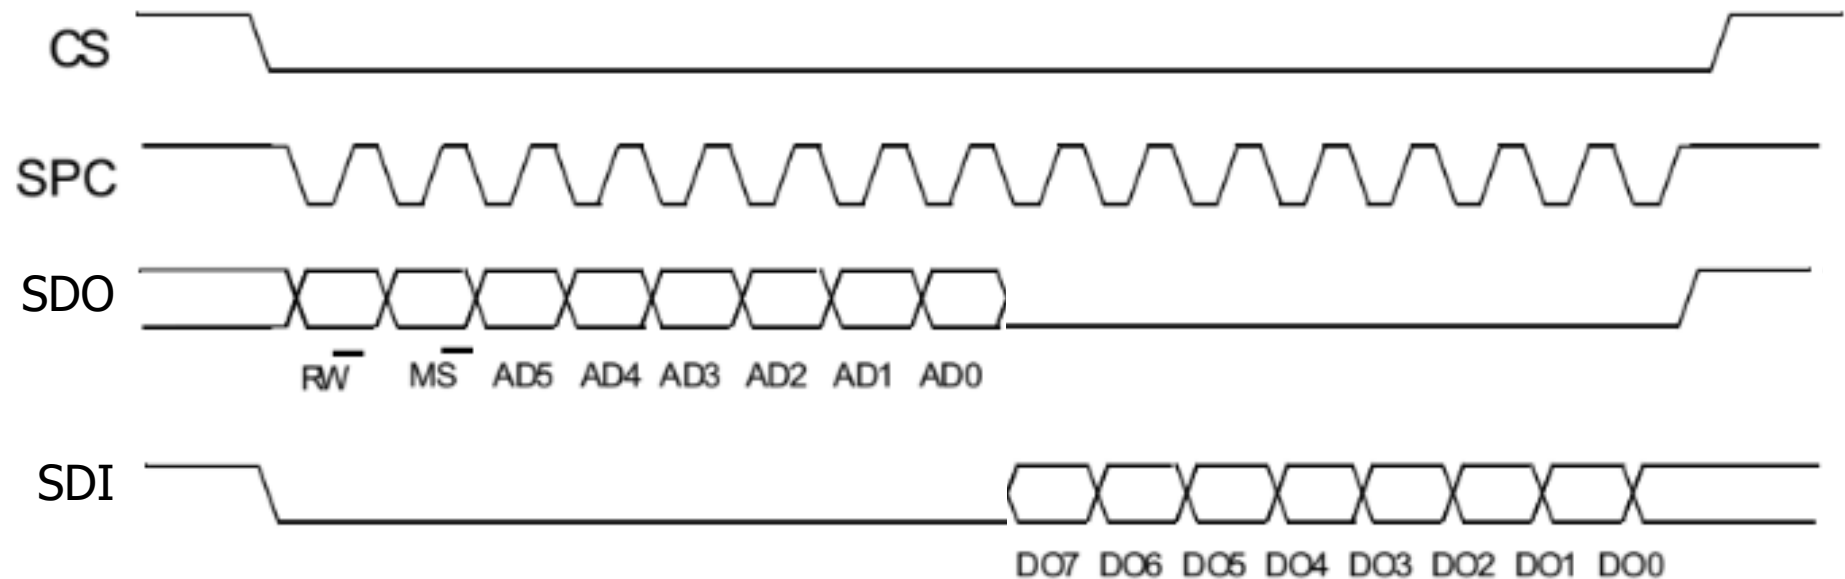 CS
SPC
SDO
RW MS AD5 AD4 AD3 AD2 AD1 AD0
SDI
DO7 DO6 DO5 DO4 DO3 DO2 DO1 DO0